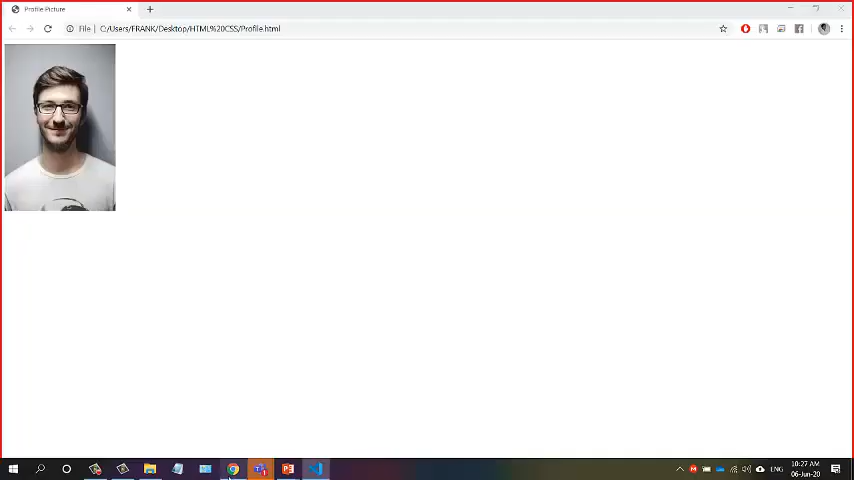 Profile Picture
File
C:/Users/FRANK/Desktop/HTML%20CSS/Profile.html
ENG
10:27 AM
06-Jun-20